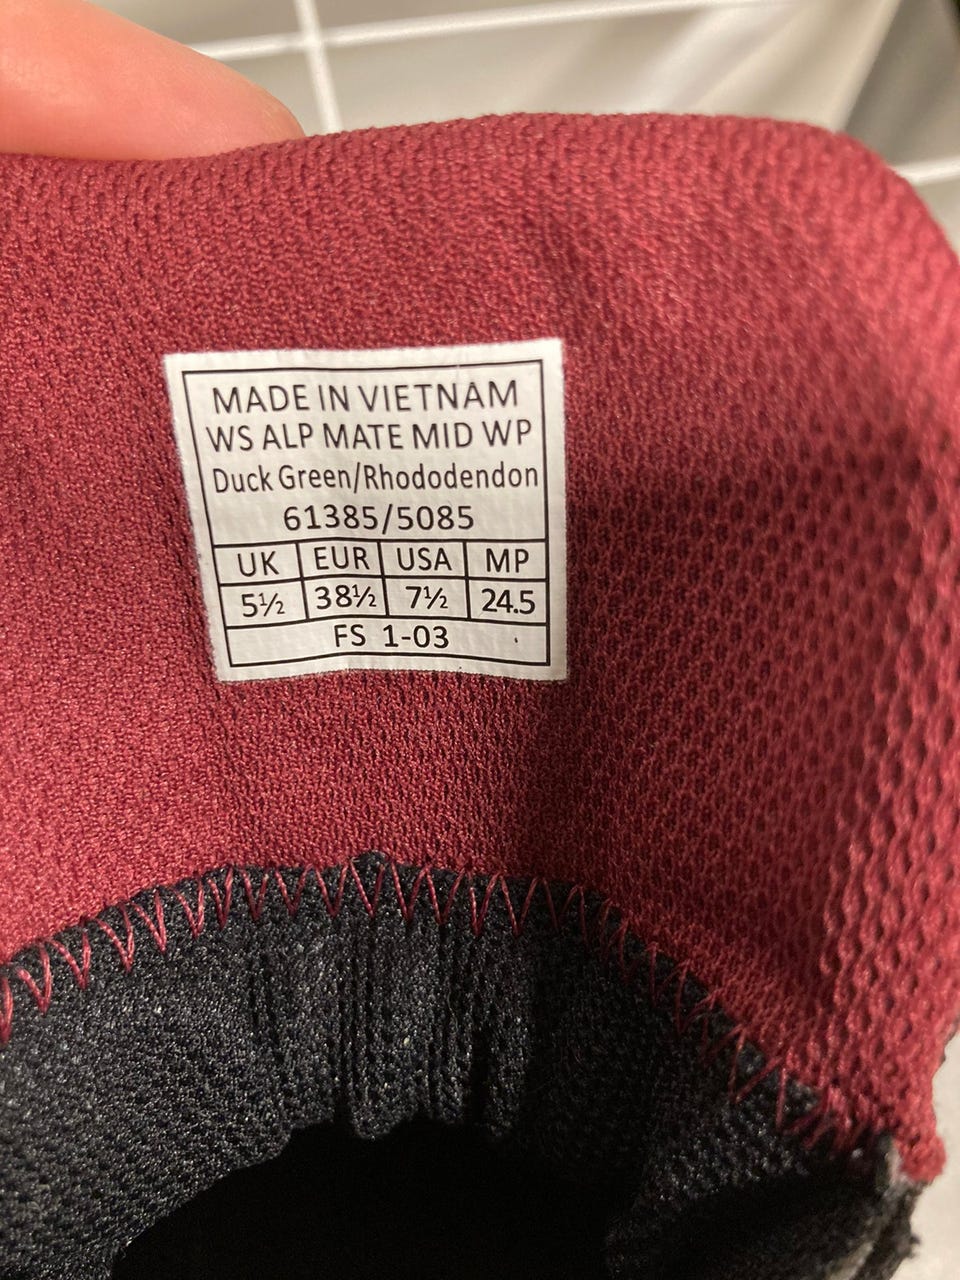 MADE IN VIETNAM
WS ALP MATE MID WP
Duck Green/Rhododendon
61385/5085
UK EUR USA MP
5½ 38½ 7½ 24.5
FS 1-03